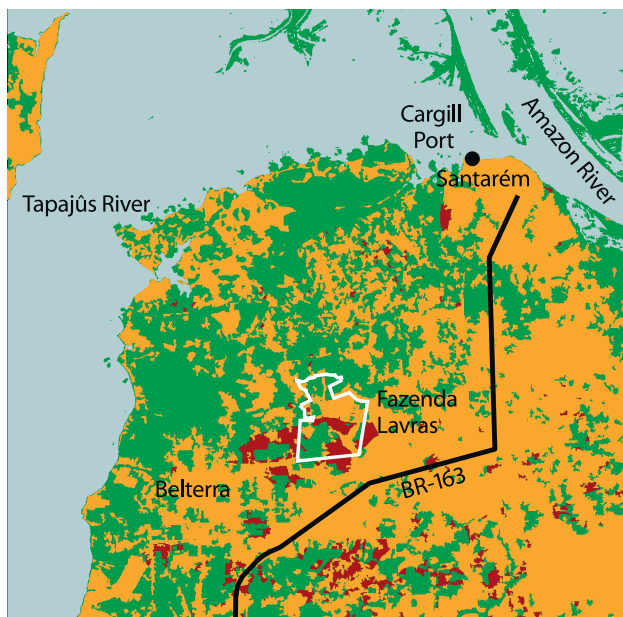 Cargill
Port
Amazon River
Santarém
Tapajûs River
Fazenda
Lavras
Belterra
BR-163